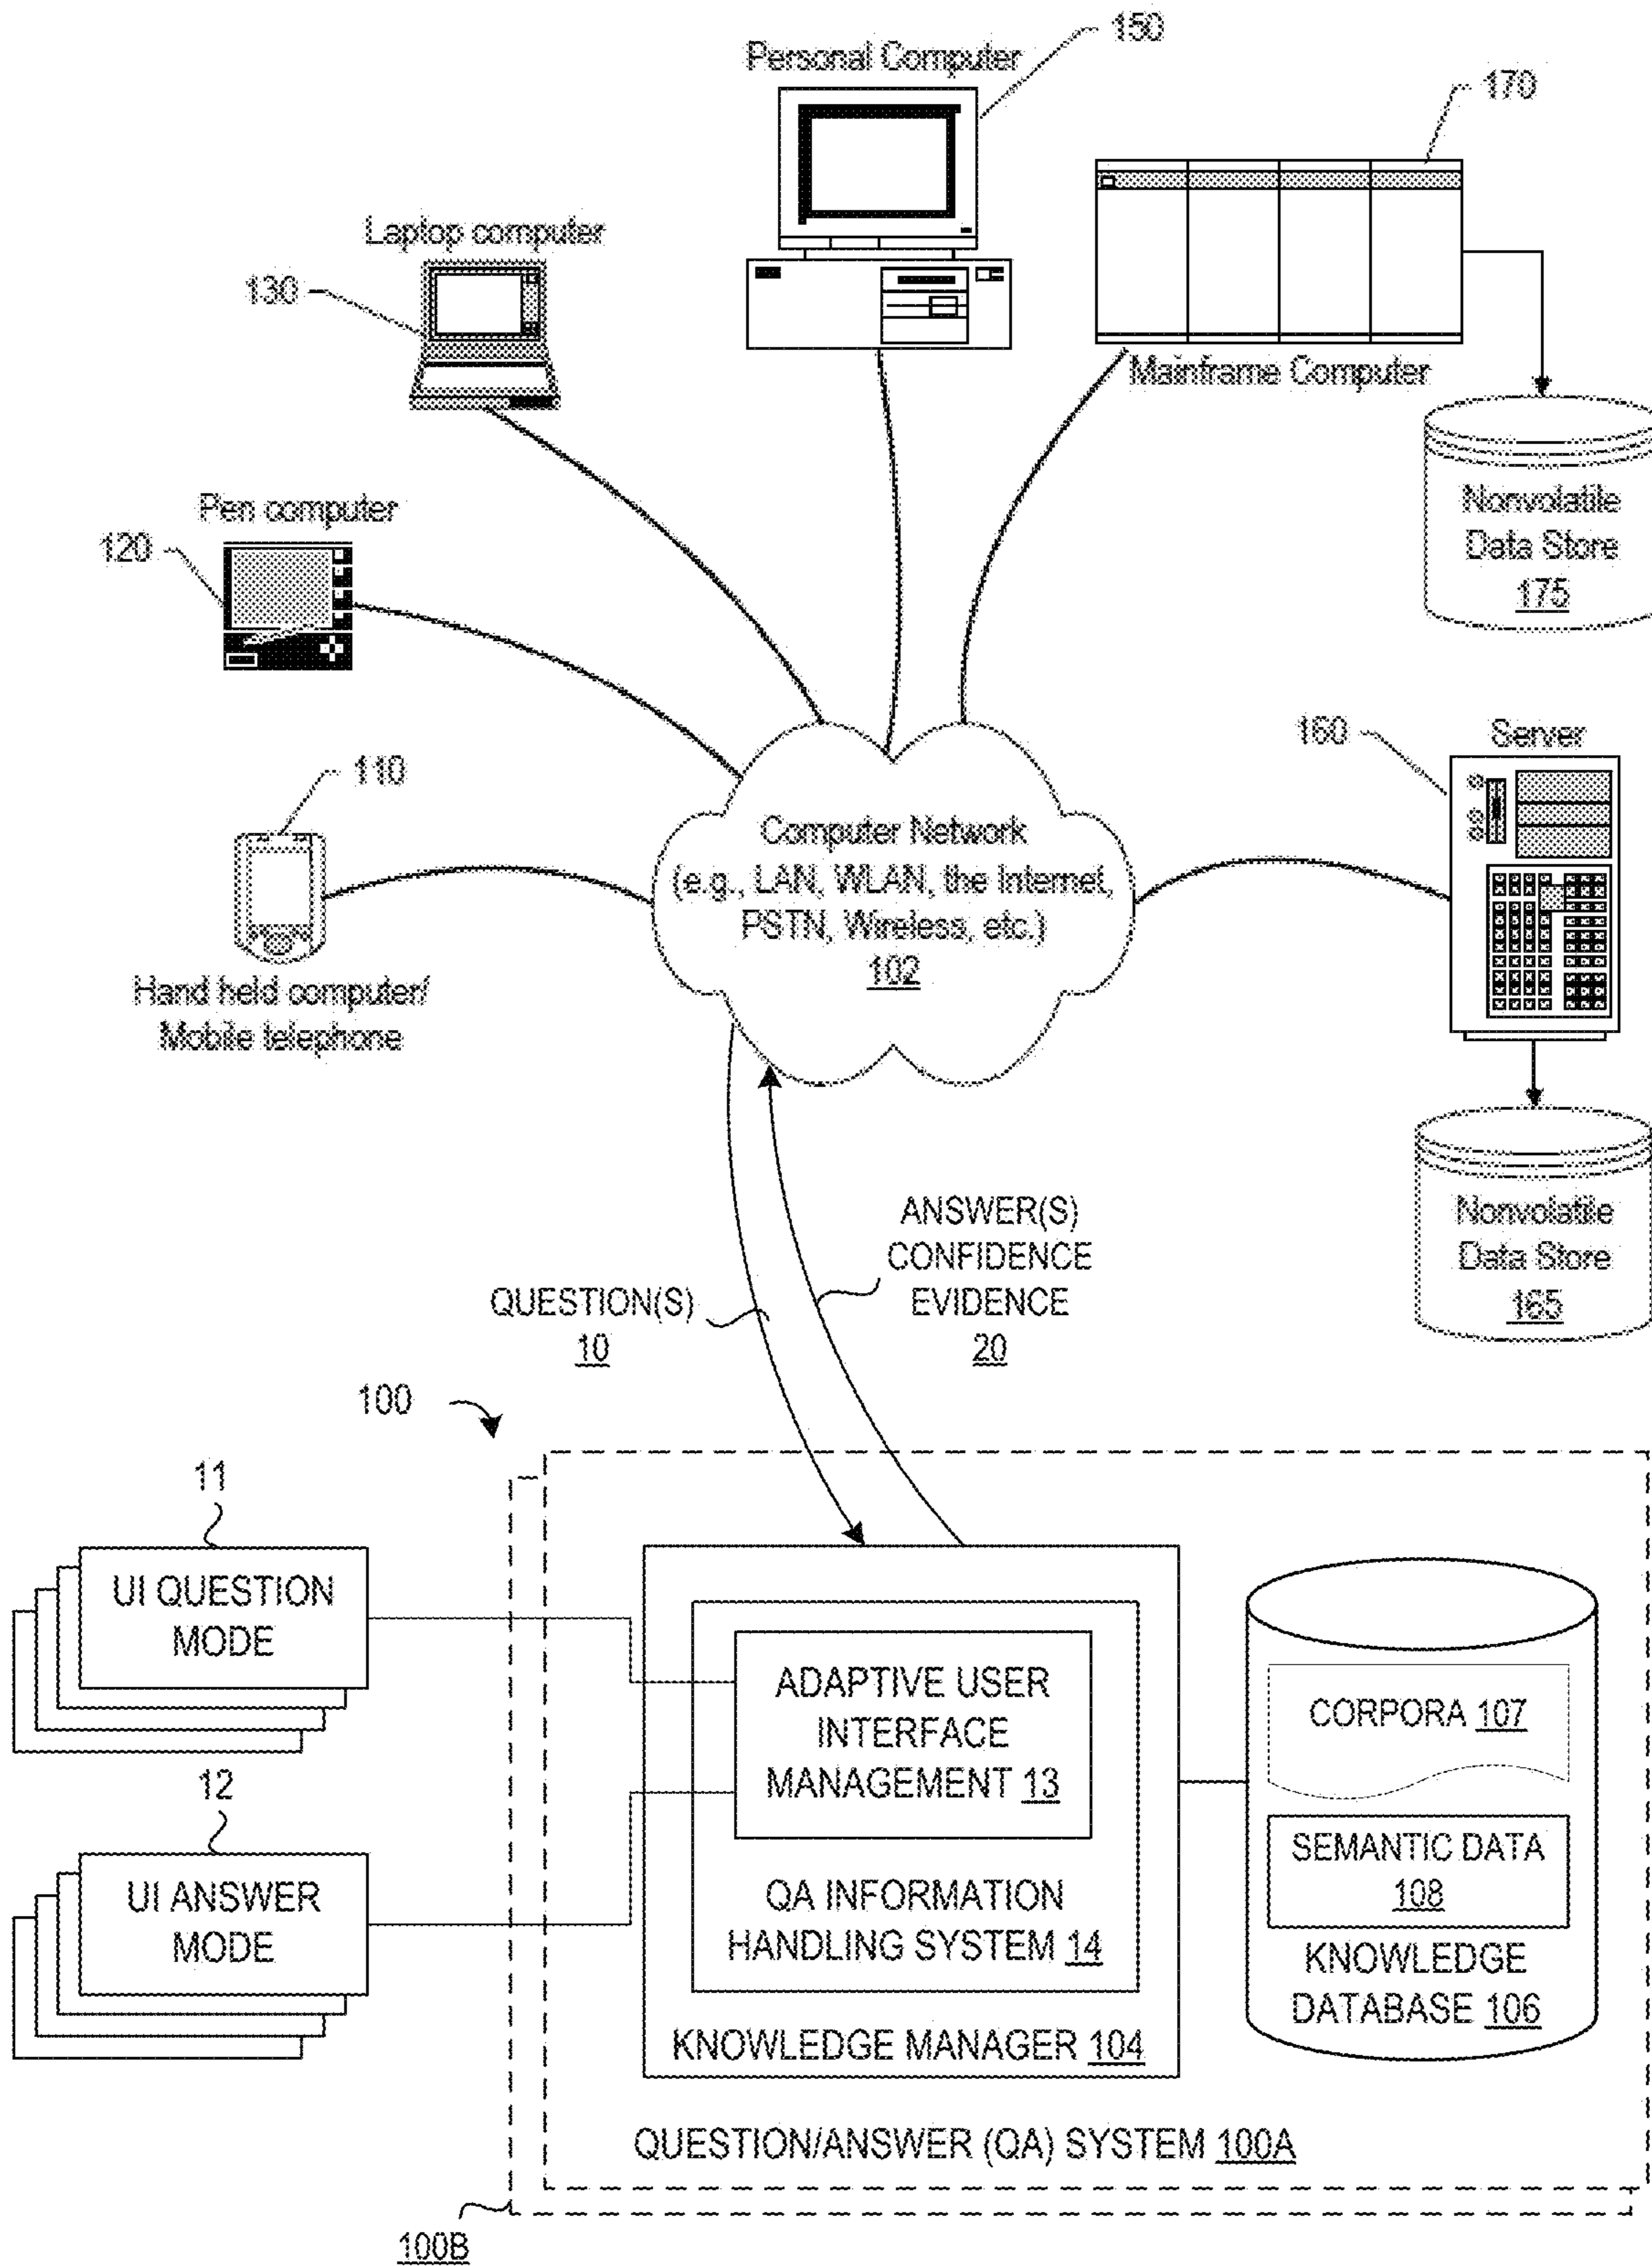 150
Personal Computer
170
Laptop computer
130
Mainframe Computer
Pen computer
120
Nonvolatile
Data Store
175
160
Server
110
Computer Network
(e.g., LAN, WLAN, the Internet,
PSTN, Wireless, etc.)
102
Hand held computer/
Mobile telephone
ANSWER(S)
CONFIDENCE
EVIDENCE
20
QUESTION(S)
10
Nonvolatile
Data Store
165
100
11
UI QUESTION
MODE
12
UI ANSWER
MODE
ADAPTIVE USER
INTERFACE
MANAGEMENT 13
QA INFORMATION
HANDLING SYSTEM 14
KNOWLEDGE MANAGER 104
CORPORA 107
SEMANTIC DATA
108
KNOWLEDGE
DATABASE 106
QUESTION/ANSWER (QA) SYSTEM 100A
100B